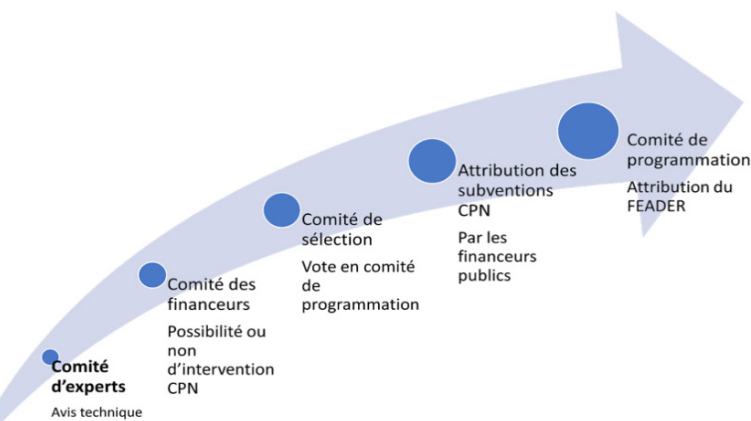 Comité
d'experts
Avis technique
Comité des
financeurs
Possibilité ou
non
d'intervention
CPN
Comité de
sélection
Vote en comité
de
programmation
Attribution des
subventions
CPN
Par les
financeurs
publics
Comité de
programmation
Attribution du
FEADER